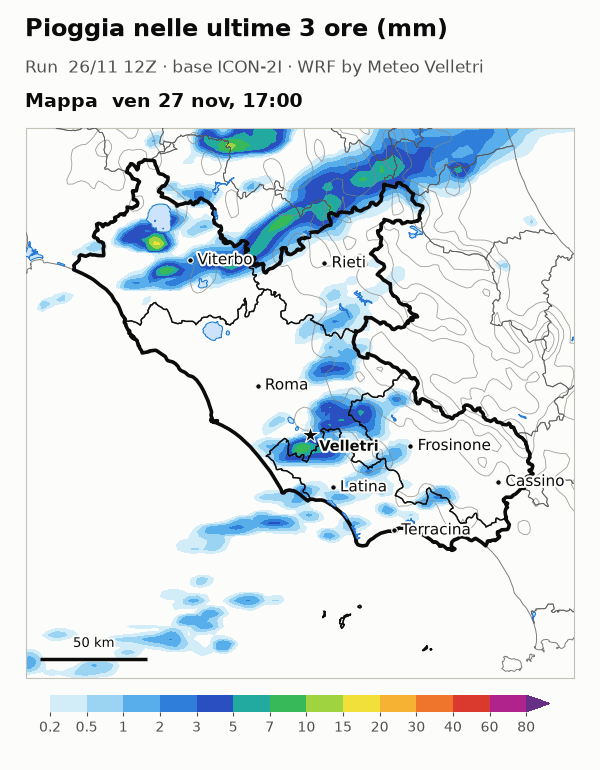 Pioggia nelle ultime 3 ore (mm)
Run  26/11 12Z · base ICON-2I · WRF by Meteo Velletri
Mappa  ven 27 nov, 17:00
Viterbo
Rieti
Roma
Velletri
Frosinone
Latina
Cassino
Terracina
50 km
0.2 0.5 1 2 3 5 7 10 15 20 30 40 60 80